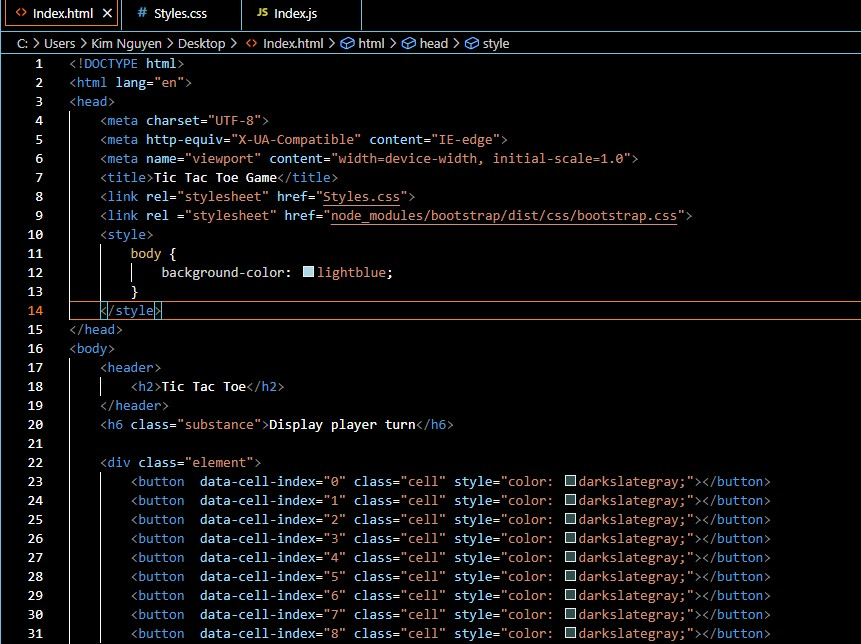 Index.html
Styles.css
JS Index.js
C: > Users > Kim Nguyen > Desktop > Index.html > html > head > style
1 <!DOCTYPE html>
2 <html lang="en">
3 <head>
4 <meta charset="UTF-8">
5 <meta http-equiv="X-UA-Compatible" content="IE-edge">
6 <meta name="viewport" content="width=device-width, initial-scale=1.0">
7 <title>Tic Tac Toe Game</title>
8 <link rel="stylesheet" href="Styles.css">
9 <link rel ="stylesheet" href="node_modules/bootstrap/dist/css/bootstrap.css">
10 <style>
11 body {
12 background-color: lightblue;
13 }
14 </style>
15 </head>
16 <body>
17 <header>
18 <h2>Tic Tac Toe</h2>
19 </header>
20 <h6 class="substance">Display player turn</h6>
21
22 <div class="element">
23 <button data-cell-index="0" class="cell" style="color: darkslategray;"></button>
24 <button data-cell-index="1" class="cell" style="color: darkslategray;"></button>
25 <button data-cell-index="2" class="cell" style="color: darkslategray;"></button>
26 <button data-cell-index="3" class="cell" style="color: darkslategray;"></button>
27 <button data-cell-index="4" class="cell" style="color: darkslategray;"></button>
28 <button data-cell-index="5" class="cell" style="color: darkslategray;"></button>
29 <button data-cell-index="6" class="cell" style="color: darkslategray;"></button>
30 <button data-cell-index="7" class="cell" style="color: darkslategray;"></button>
31 <button data-cell-index="8" class="cell" style="color: darkslategray;"></button>